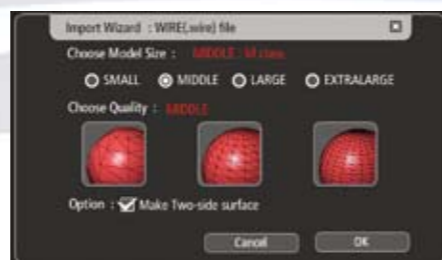 Import Wizard : WIRE(.wire) file
Choose Model Size : MIDDLE : M class
SMALL MIDDLE LARGE EXTRALARGE
Choose Quality : MIDDLE
Option : Make Two-side surface
Cancel OK